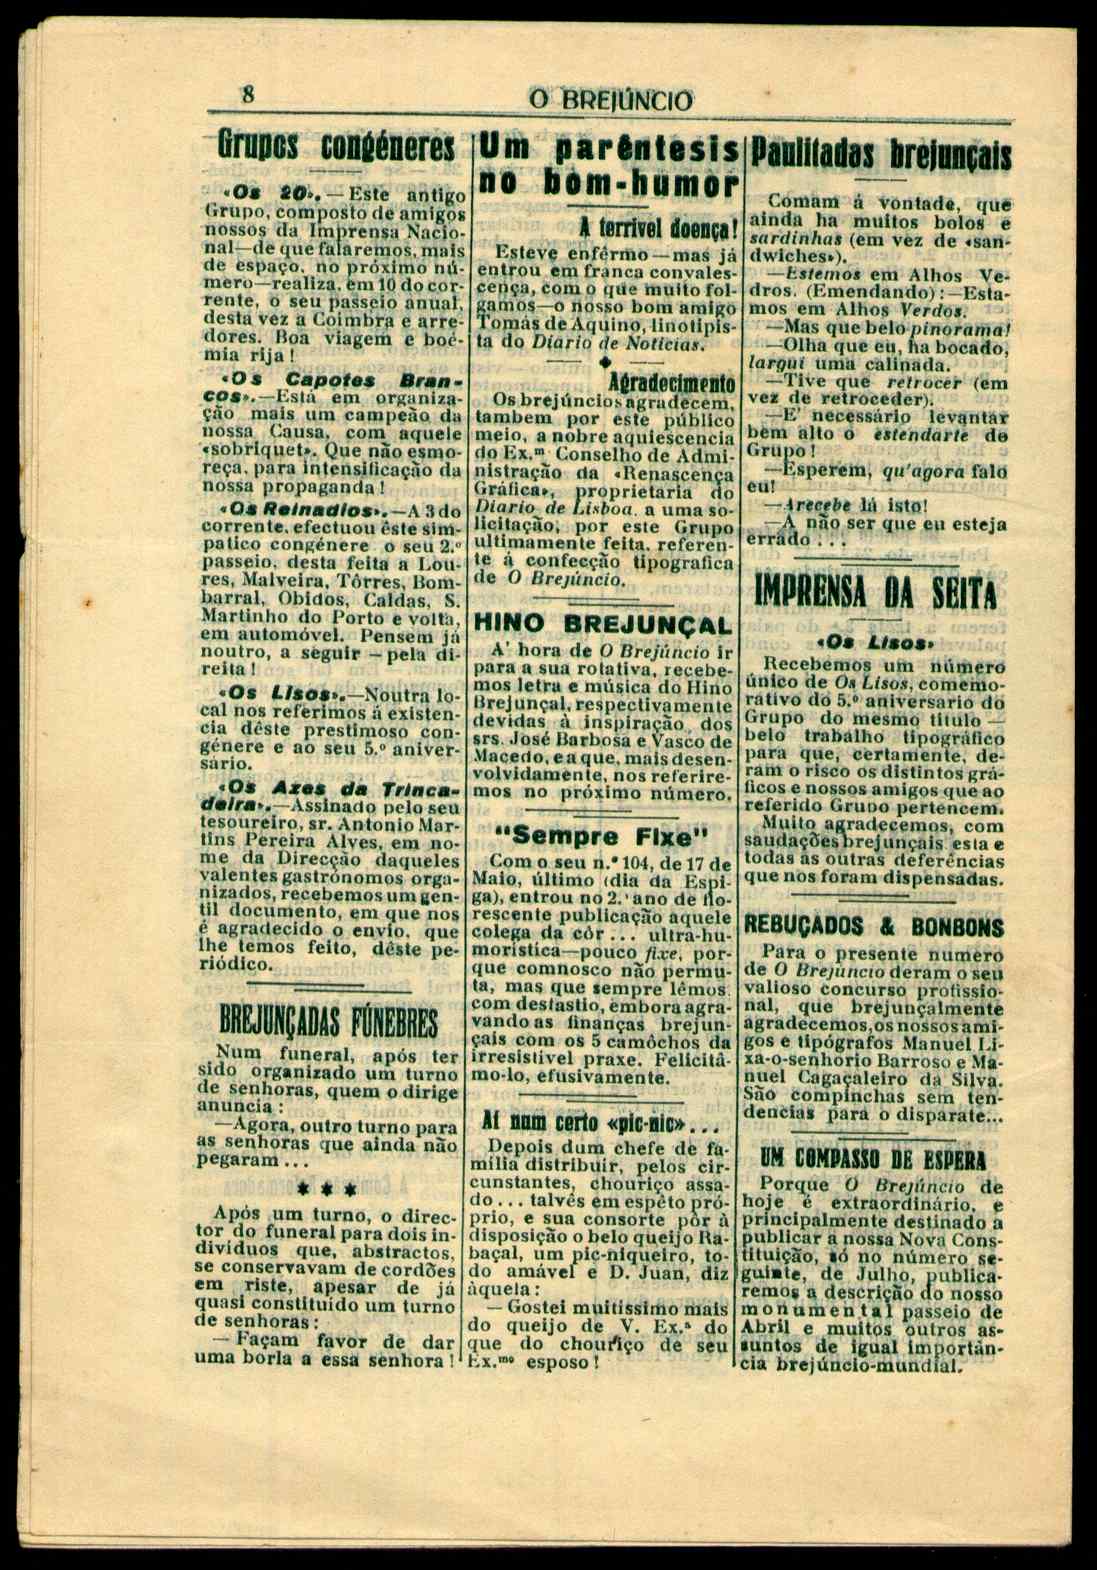 8
O BREJÚNCIO
Grupos congéneres
«Os 20».—Este antigo
Grupo, composto de amigos
nossos da Imprensa Nacio-
nal—de que falaremos, mais
de espaço, no próximo nú-
mero—realiza, em 10 do cor-
rente, o seu passeio anual,
desta vez a Coimbra e arre-
dores. Boa viagem e boé-
mia rija!
«Os Capotes Bran-
cos».—Está em organiza-
ção mais um campeão da
nossa Causa, com aquele
«sobriquet». Que não esmo-
reça, para intensificação da
nossa propaganda!
«Os Reinadios».—A 3 do
corrente, efectuou êste sim-
patico congénere o seu 2.º
passeio, desta feita a Lou-
res, Malveira, Tôrres, Bom-
barral, Obidos, Caldas, S.
Martinho do Porto e volta,
em automóvel. Pensem já
noutro, a seguir—pela di-
reita!
«Os Lisos».—Noutra lo-
cal nos referimos á existen-
cia dêste prestimoso con-
génere e ao seu 5.º aniver-
sário.
«Os Azes da Trinca-
deira».—Assinado pelo seu
tesoureiro, sr. Antonio Mar-
tins Pereira Alves, em no-
me da Direcção daqueles
valentes gastrónomos orga-
nizados, recebemos um gen-
til documento, em que nos
é agradecido o envio, que
lhe temos feito, dêste pe-
riódico.
BREJUNÇADAS FÚNEBRES
Num funeral, após ter
sido organizado um turno
de senhoras, quem o dirige
anuncia:
—Agora, outro turno para
as senhoras que ainda não
pegaram...
* * *
Após um turno, o direc-
tor do funeral para dois in-
divíduos que, abstractos,
se conservavam de cordões
em riste, apesar de já
quasi constituído um turno
de senhoras:
—Façam favor de dar
uma borla a essa senhora!
Um parêntesis
no bom-humor
A terrivel doença!
Esteve enfêrmo—mas já
entrou em franca convales-
cença, com o que muito fol-
gamos—o nosso bom amigo
Tomás de Aquino, linotipis-
ta do Diario de Noticias.
Agradecimento
Os brejúncios agradecem,
tambem por este público
meio, a nobre aquiescencia
do Ex.m Conselho de Admi-
nistração da «Renascença
Gráfica», proprietaria do
Diario de Lisboa, a uma so-
licitação, por este Grupo
ultimamente feita, referen-
te á confecção tipografica
de O Brejúncio.
HINO BREJUNÇAL
A' hora de O Brejúncio ir
para a sua rotativa, recebe-
mos letra e música do Hino
Brejunçal, respectivamente
devidas à inspiração dos
srs. José Barbosa e Vasco de
Macedo, e a que, mais desen-
volvidamente, nos referire-
mos no próximo número.
"Sempre Fixe"
Com o seu n.º 104, de 17 de
Maio, último (dia da Espi-
ga), entrou no 2.º ano de flo-
rescente publicação aquele
colega da côr... ultra-hu-
morística—pouco fixe, por-
que comnosco não permu-
ta, mas que sempre lêmos
com desfastio, embora agra-
vando as finanças brejun-
çais com os 5 camôchos da
irresistivel praxe. Felicitâ-
mo-lo, efusivamente.
Aí num certo «pic-nic»...
Depois dum chefe de fa-
mília distribuir, pelos cir-
cunstantes, chouriço assa-
do... talvés em espêto pró-
prio, e sua consorte pôr à
disposição o belo queijo Ra-
baçal, um pic-niqueiro, to-
do amável e D. Juan, diz
àquela:
—Gostei muitissimo mais
do queijo de V. Ex.ª do
que do chouriço de seu
Ex.mo esposo!
Paulitadas brejunçais
Comam á vontade, que
ainda ha muitos bolos e
sardinhas (em vez de «san-
dwiches»).
—Estemos em Alhos Ve-
dros. (Emendando):—Esta-
mos em Alhos Verdos.
—Mas que belo pinorama!
—Olha que eu, ha bocado,
largui uma calinada.
—Tive que retrocer (em
vez de retroceder).
—E' necessário levantar
bem alto o estendarte do
Grupo!
—Esperem, qu'agora falo
eu!
—Arecebe lá isto!
—A não ser que eu esteja
errado...
IMPRENSA DA SEITA
«Os Lisos»
Recebemos um número
único de Os Lisos, comemo-
rativo do 5.º aniversario do
Grupo do mesmo titulo—
belo trabalho tipográfico
para que, certamente, de-
ram o risco os distintos grá-
ficos e nossos amigos que ao
referido Grupo pertencem.
Muito agradecemos, com
saudações brejunçais esta e
todas as outras deferências
que nos foram dispensadas.
REBUÇADOS & BONBONS
Para o presente numero
de O Brejúncio deram o seu
valioso concurso profissio-
nal, que brejunçalmente
agradecemos, os nossos ami-
gos e tipógrafos Manuel Li-
xa-o-senhorio Barroso e Ma-
nuel Cagaçaleiro da Silva.
São compinchas sem ten-
dencias para o disparate...
UM COMPASSO DE ESPERA
Porque O Brejúncio de
hoje é extraordinário, e
principalmente destinado a
publicar a nossa Nova Cons-
tituição, só no número se-
guinte, de Julho, publica-
remos a descrição do nosso
monumental passeio de
Abril e muitos outros as-
suntos de igual importân-
cia brejúncio-mundial.